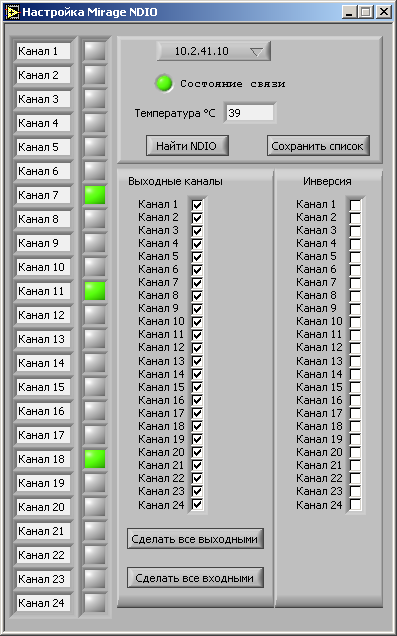 Настройка Mirage NDIO
Канал 1
Канал 2
Канал 3
Канал 4
Канал 5
Канал 6
Канал 7
Канал 8
Канал 9
Канал 10
Канал 11
Канал 12
Канал 13
Канал 14
Канал 15
Канал 16
Канал 17
Канал 18
Канал 19
Канал 20
Канал 21
Канал 22
Канал 23
Канал 24
10.2.41.10
Состояние связи
Температура °C 39
Найти NDIO Сохранить список
Выходные каналы
Канал 1
Канал 2
Канал 3
Канал 4
Канал 5
Канал 6
Канал 7
Канал 8
Канал 9
Канал 10
Канал 11
Канал 12
Канал 13
Канал 14
Канал 15
Канал 16
Канал 17
Канал 18
Канал 19
Канал 20
Канал 21
Канал 22
Канал 23
Канал 24
Сделать все выходными
Сделать все входными
Инверсия
Канал 1
Канал 2
Канал 3
Канал 4
Канал 5
Канал 6
Канал 7
Канал 8
Канал 9
Канал 10
Канал 11
Канал 12
Канал 13
Канал 14
Канал 15
Канал 16
Канал 17
Канал 18
Канал 19
Канал 20
Канал 21
Канал 22
Канал 23
Канал 24